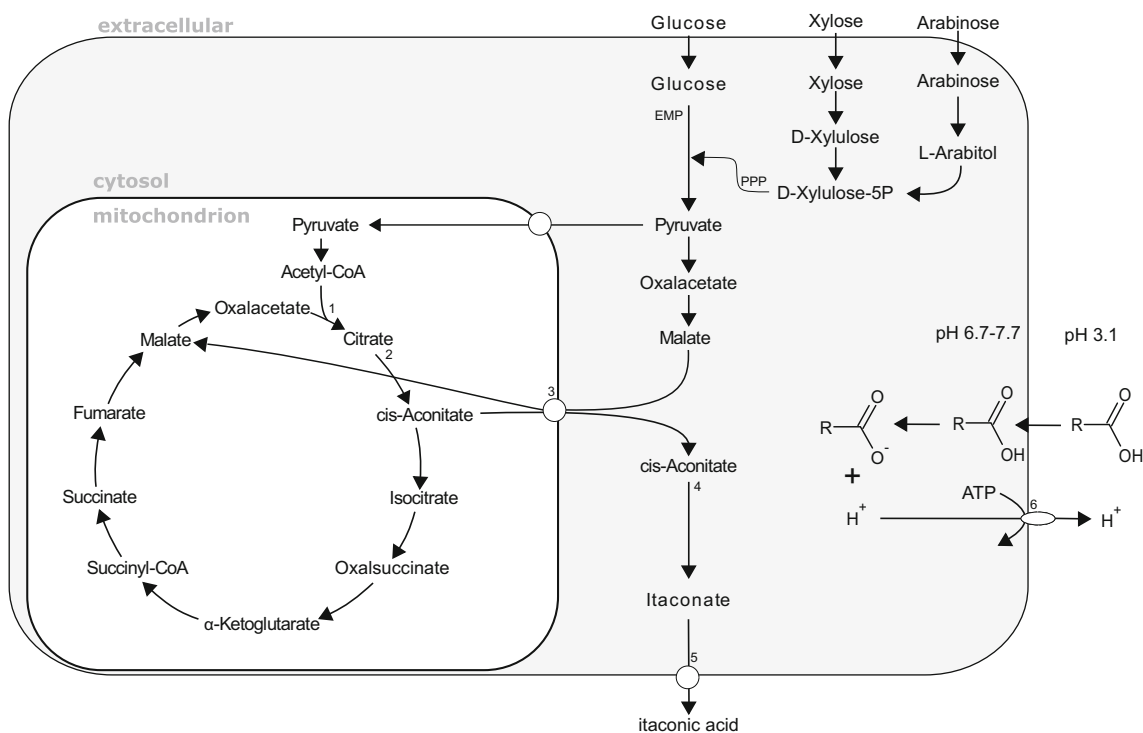 extracellular
Glucose
Xylose
Arabinose
Glucose
Xylose
Arabinose
EMP
D-Xylulose
L-Arabitol
cytosol
PPP
D-Xylulose-5P
mitochondrion
Pyruvate
Pyruvate
Acetyl-CoA
Oxalacetate
Oxalacetate
1
Citrate
Malate
Malate
pH 6.7-7.7
pH 3.1
2
3
Fumarate
cis-Aconitate
O
O
O
R
R
R
O-
OH
OH
cis-Aconitate
4
+
Succinate
Isocitrate
ATP
6
H+
H+
Succinyl-CoA
Oxalsuccinate
Itaconate
α-Ketoglutarate
5
itaconic acid